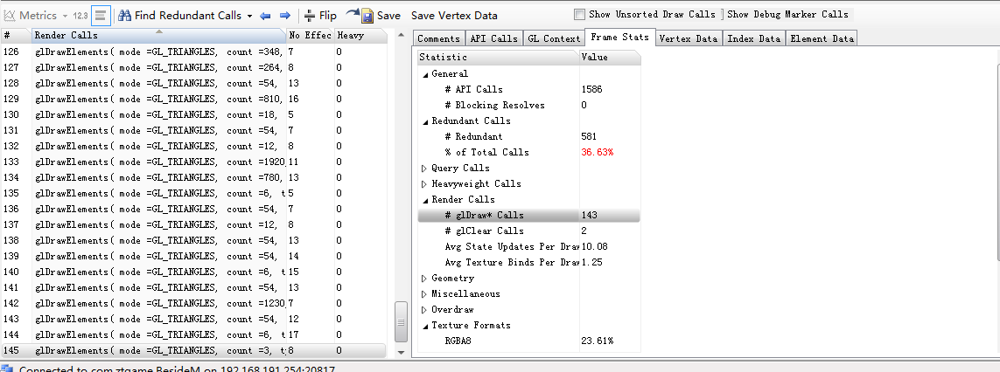 Metrics 12.3 Find Redundant Calls Flip Save Save Vertex Data Show Unsorted Draw Calls Show Debug Marker Calls
# Render Calls No Effec Heavy
126 glDrawElements( mode =GL_TRIANGLES, count =348, 7 0
127 glDrawElements( mode =GL_TRIANGLES, count =264, 8 0
128 glDrawElements( mode =GL_TRIANGLES, count =54, 13 0
129 glDrawElements( mode =GL_TRIANGLES, count =810, 16 0
130 glDrawElements( mode =GL_TRIANGLES, count =18, 5 0
131 glDrawElements( mode =GL_TRIANGLES, count =54, 7 0
132 glDrawElements( mode =GL_TRIANGLES, count =12, 8 0
133 glDrawElements( mode =GL_TRIANGLES, count =1920, 11 0
134 glDrawElements( mode =GL_TRIANGLES, count =780, 13 0
135 glDrawElements( mode =GL_TRIANGLES, count =6, t 5 0
136 glDrawElements( mode =GL_TRIANGLES, count =54, 7 0
137 glDrawElements( mode =GL_TRIANGLES, count =12, 8 0
138 glDrawElements( mode =GL_TRIANGLES, count =54, 13 0
139 glDrawElements( mode =GL_TRIANGLES, count =54, 14 0
140 glDrawElements( mode =GL_TRIANGLES, count =6, t 15 0
141 glDrawElements( mode =GL_TRIANGLES, count =54, 13 0
142 glDrawElements( mode =GL_TRIANGLES, count =1230, 7 0
143 glDrawElements( mode =GL_TRIANGLES, count =54, 12 0
144 glDrawElements( mode =GL_TRIANGLES, count =6, t 17 0
145 glDrawElements( mode =GL_TRIANGLES, count =3, t 8 0
Comments API Calls GL Context Frame Stats Vertex Data Index Data Element Data
Statistic Value
General
# API Calls 1586
# Blocking Resolves 0
Redundant Calls
# Redundant 581
% of Total Calls 36.63%
Query Calls
Heavyweight Calls
Render Calls
# glDraw* Calls 143
# glClear Calls 2
Avg State Updates Per Draw 10.08
Avg Texture Binds Per Draw 1.25
Geometry
Miscellaneous
Overdraw
Texture Formats
RGBA8 23.61%
Connected to com.ztgame.BesideM on 192.168.191.254:20817